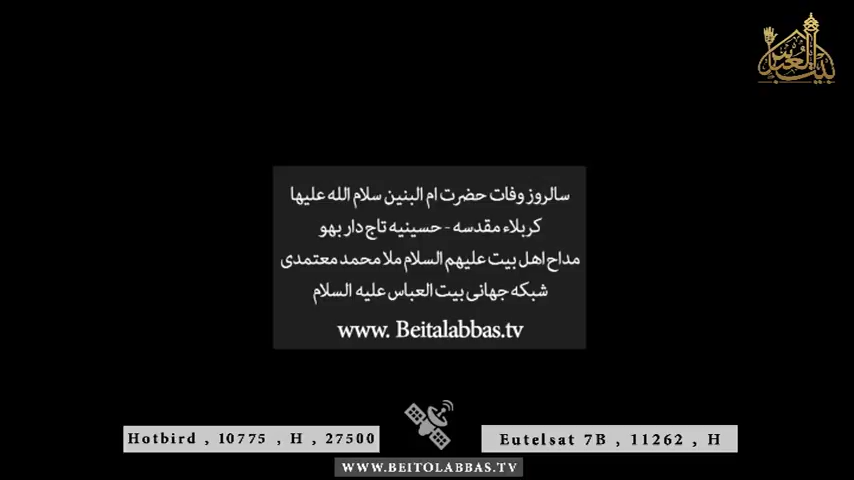 بيت العباس
سالروز وفات حضرت ام البنین سلام الله علیها
کربلاء مقدسه - حسینیه تاج دار بهو
مداح اهل بیت علیهم السلام ملا محمد معتمدی
شبکه جهانی بیت العباس علیه السلام
www. Beitalabbas.tv
Hotbird , 10775 , H , 27500
Eutelsat 7B , 11262 , H
WWW.BEITOLABBAS.TV